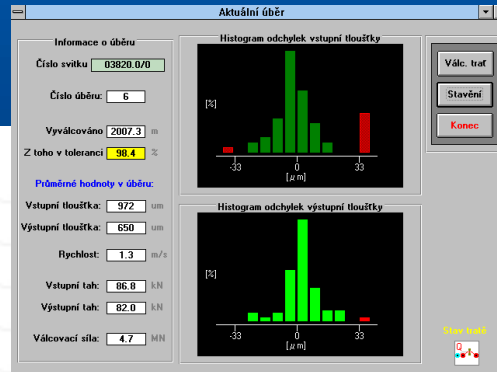 Aktuální úběr
Informace o úběru
Číslo svitku 03820.0/0
Číslo úběru: 6
Vyválcováno 2007.3 m
Z toho v toleranci 98.4 %
Průměrné hodnoty v úběru:
Vstupní tloušťka: 972 um
Výstupní tloušťka: 650 um
Rychlost: 1.3 m/s
Vstupní tah: 86.8 kN
Výstupní tah: 82.0 kN
Válcovací síla: 4.7 MN
Histogram odchylek vstupní tloušťky
[%]
-33 0 33
[μm]
Histogram odchylek výstupní tloušťky
[%]
-33 0 33
[μm]
Válc. trať
Stavění
Konec
Stav tratě